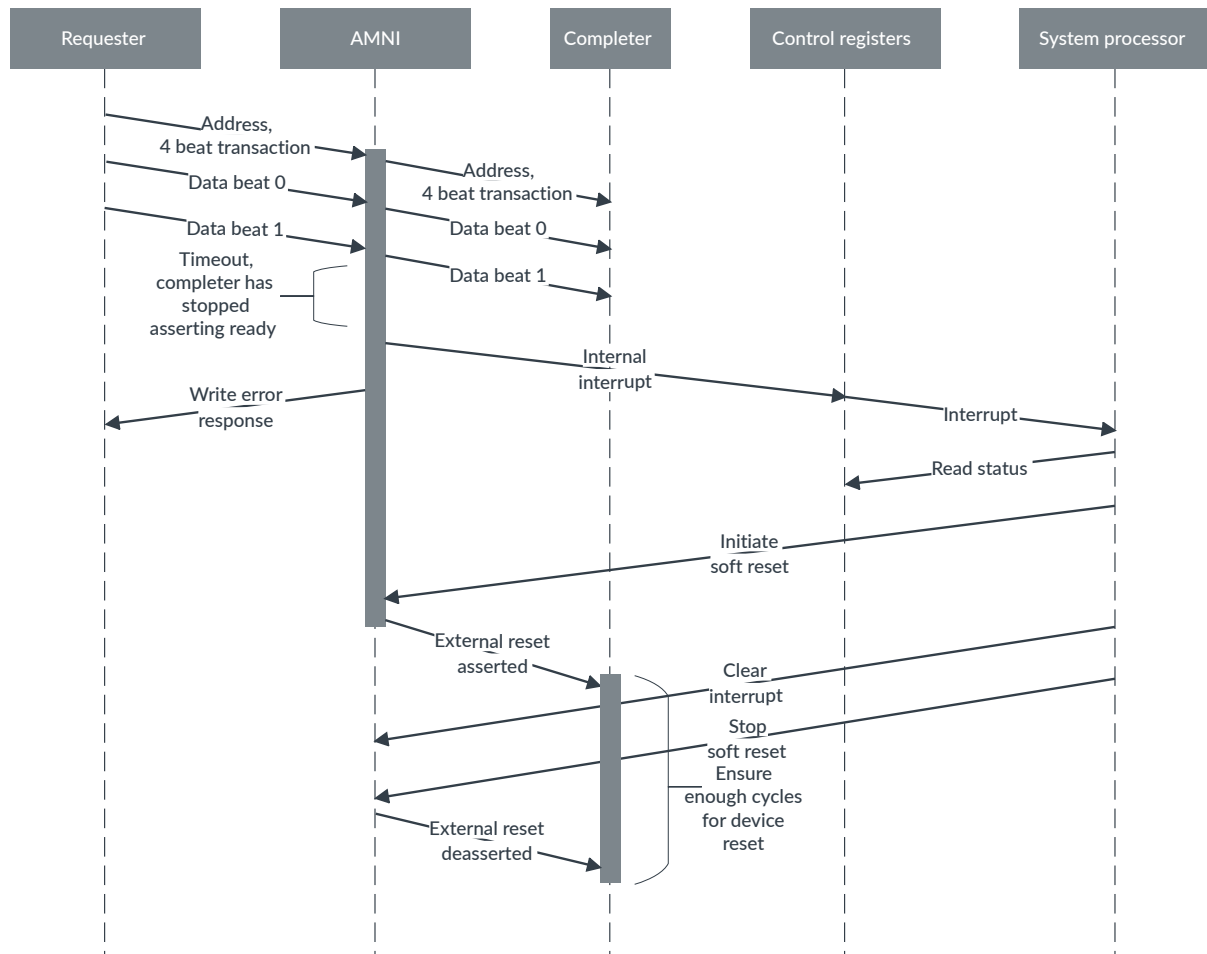 Requester
AMNI
Completer
Control registers
System processor
Address,
4 beat transaction
Address,
4 beat transaction
Data beat 0
Data beat 0
Data beat 1
Data beat 1
Timeout,
completer has
stopped
asserting ready
Internal
interrupt
Write error
response
Interrupt
Read status
Initiate
soft reset
External reset
asserted
Clear
interrupt
Stop
soft reset
Ensure
enough cycles
for device
reset
External reset
deasserted